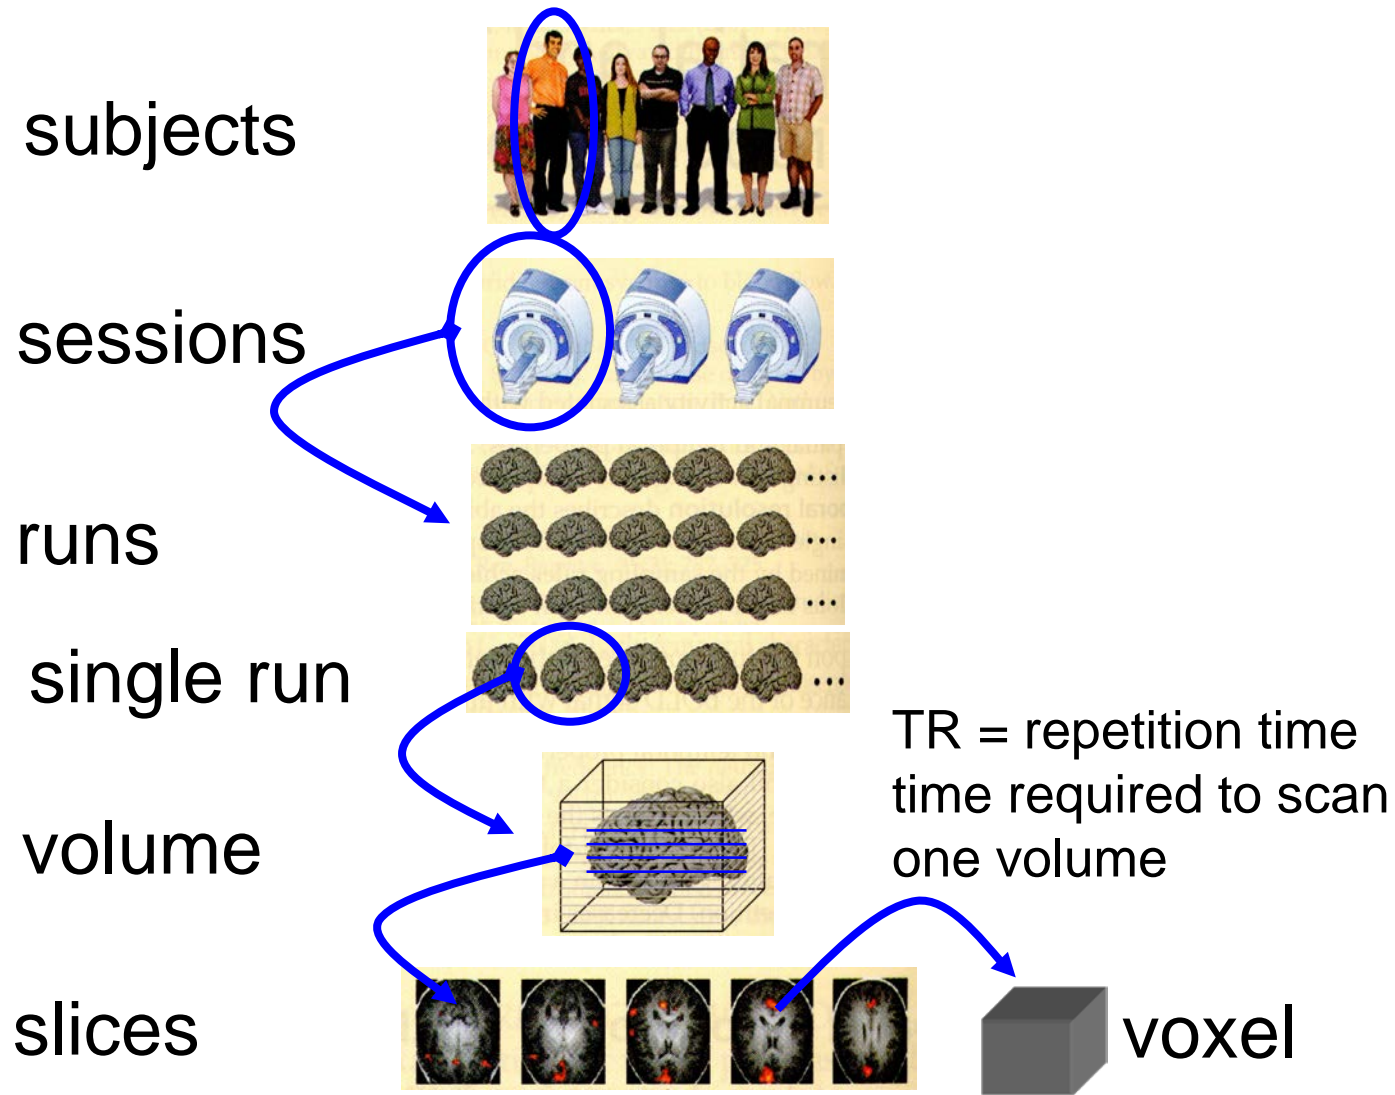 subjects
sessions
runs
single run
TR = repetition time
time required to scan
one volume
volume
slices
voxel